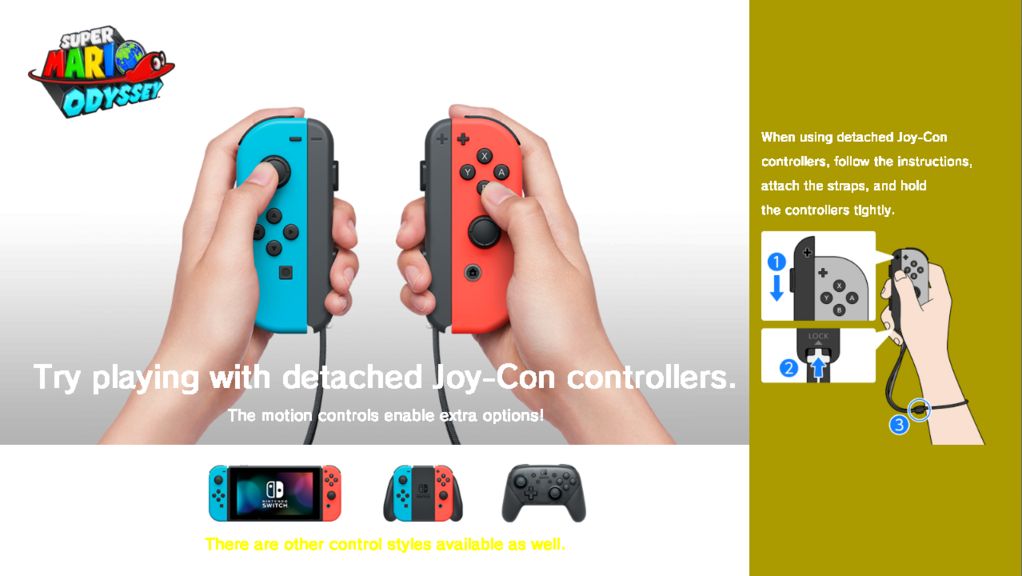 SUPER
MARIO
ODYSSEY
Try playing with detached Joy-Con controllers.
The motion controls enable extra options!
X
Y
A
B
NINTENDO
SWITCH
There are other control styles available as well.
When using detached Joy-Con
controllers, follow the instructions,
attach the straps, and hold
the controllers tightly.
1
X
Y
A
B
LOCK
2
3